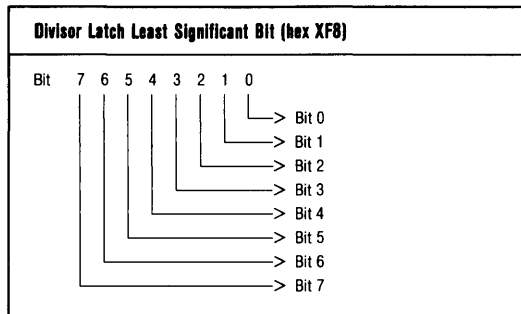 Divisor Latch Least Significant Bit (hex XF8)
Bit 7 6 5 4 3 2 1 0
Bit 0
Bit 1
Bit 2
Bit 3
Bit 4
Bit 5
Bit 6
Bit 7